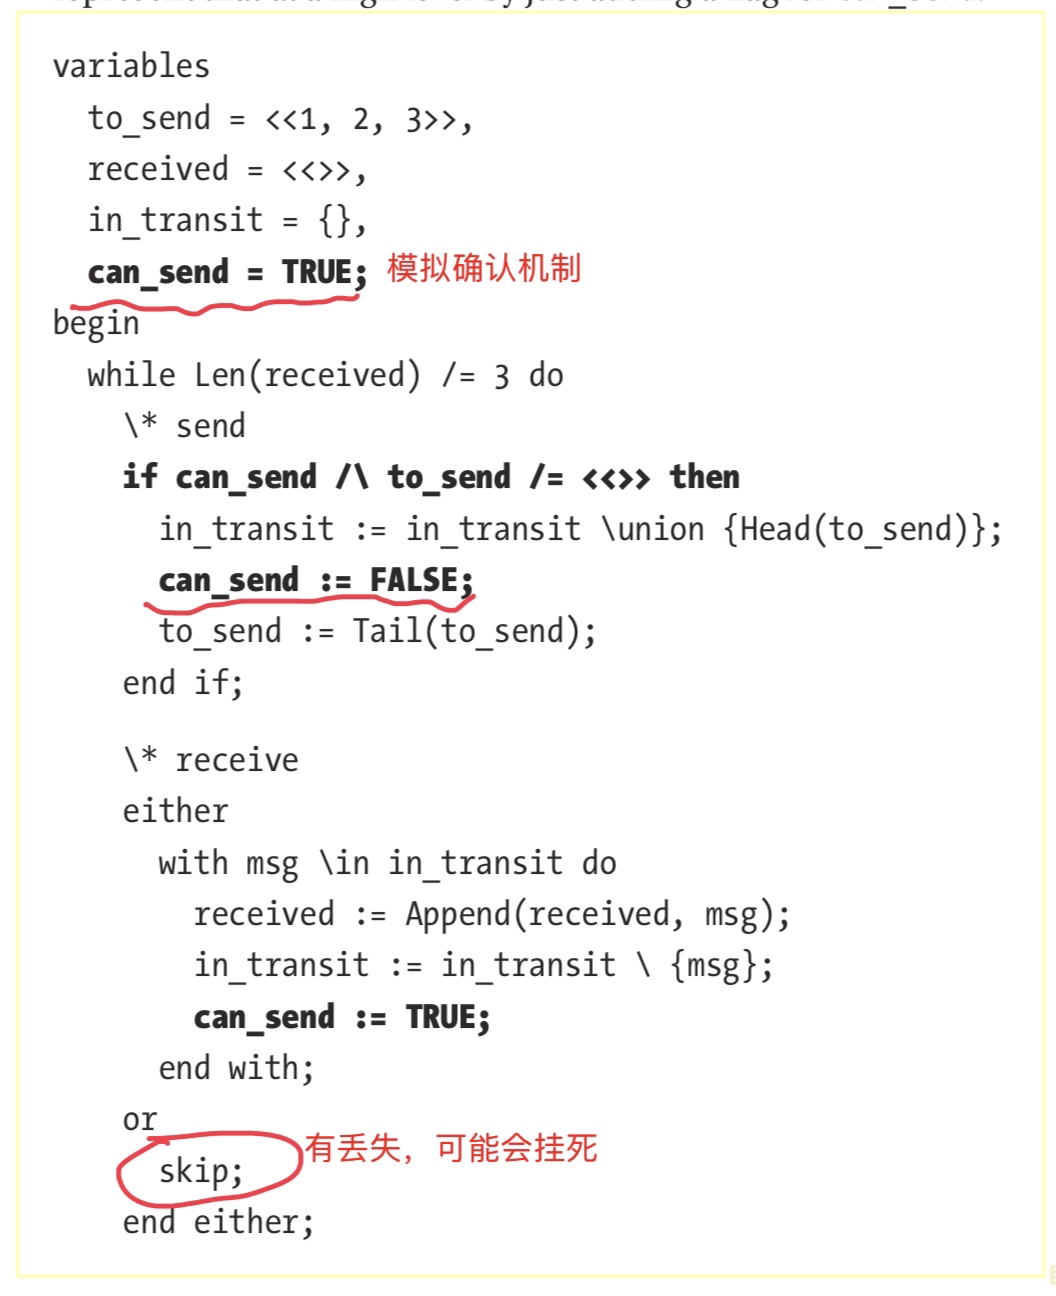 variables
to_send = <<1, 2, 3>>,
received = <<>>,
in_transit = {},
can_send = TRUE; 模拟确认机制
begin
while Len(received) /= 3 do
\* send
if can_send /\ to_send /= <<>> then
in_transit := in_transit \union {Head(to_send)};
can_send := FALSE;
to_send := Tail(to_send);
end if;
\* receive
either
with msg \in in_transit do
received := Append(received, msg);
in_transit := in_transit \ {msg};
can_send := TRUE;
end with;
or
skip; 有丢失，可能会挂死
end either;